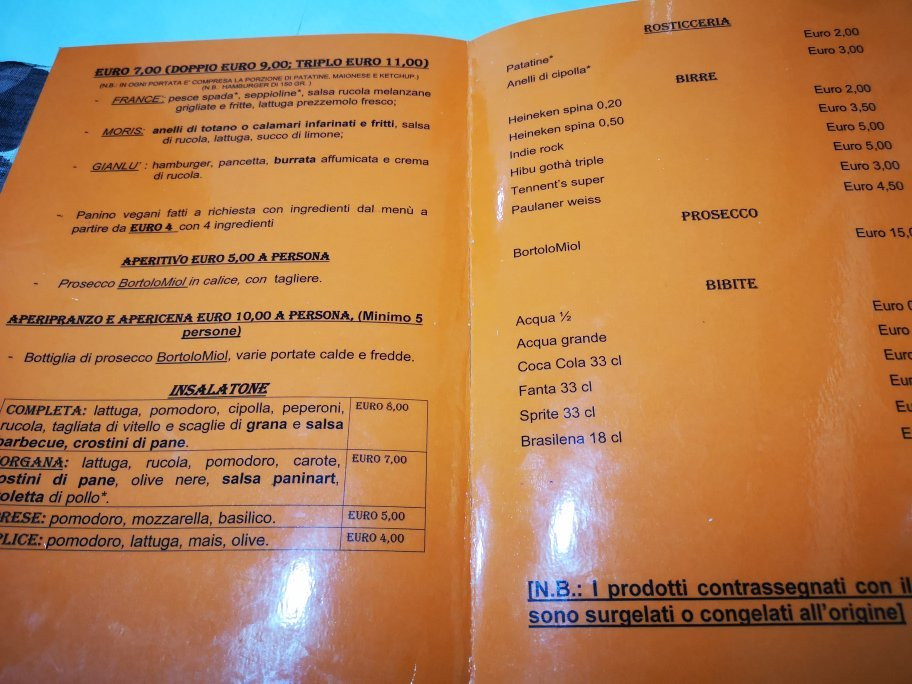 EURO 7,00 (DOPPIO EURO 9,00; TRIPLO EURO 11,00)
(N.B.: IN OGNI PORTATA E' COMPRESA LA PORZIONE DI PATATINE, MAIONESE E KETCHUP.)
(N.B.: HAMBURGER DI 150 GR. )
- FRANCE': pesce spada*, seppioline*, salsa rucola melanzane
grigliate e fritte, lattuga prezzemolo fresco;
- MORIS: anelli di totano o calamari infarinati e fritti, salsa
di rucola, lattuga, succo di limone;
- GIANLU' : hamburger, pancetta, burrata affumicata e crema
di rucola.
- Panino vegani fatti a richiesta con ingredienti dal menù a
partire da EURO 4 con 4 ingredienti
APERITIVO EURO 5,00 A PERSONA
- Prosecco BortoloMiol in calice, con tagliere.
APERIPRANZO E APERICENA EURO 10,00 A PERSONA, (Minimo 5
persone)
- Bottiglia di prosecco BortoloMiol, varie portate calde e fredde.
INSALATONE
COMPLETA: lattuga, pomodoro, cipolla, peperoni, EURO 8,00
rucola, tagliata di vitello e scaglie di grana e salsa
barbecue, crostini di pane.
lattuga, rucola, pomodoro, carote, EURO 7,00
di pane, olive nere, salsa paninart,
di pollo*.
pomodoro, mozzarella, basilico. EURO 5,00
pomodoro, lattuga, mais, olive. EURO 4,00
ROSTICCERIA
Patatine* Euro 2,00
Anelli di cipolla* Euro 3,00
BIRRE
Heineken spina 0,20 Euro 2,00
Heineken spina 0,50 Euro 3,50
Indie rock Euro 5,00
Hibu gothà triple Euro 5,00
Tennent's super Euro 3,00
Paulaner weiss Euro 4,50
PROSECCO
BortoloMiol Euro
BIBITE
Acqua ½ Euro
Acqua grande Euro
Coca Cola 33 cl
Fanta 33 cl
Sprite 33 cl
Brasilena 18 cl
[N.B.: I prodotti contrassegnati con il
sono surgelati o congelati all'origine]